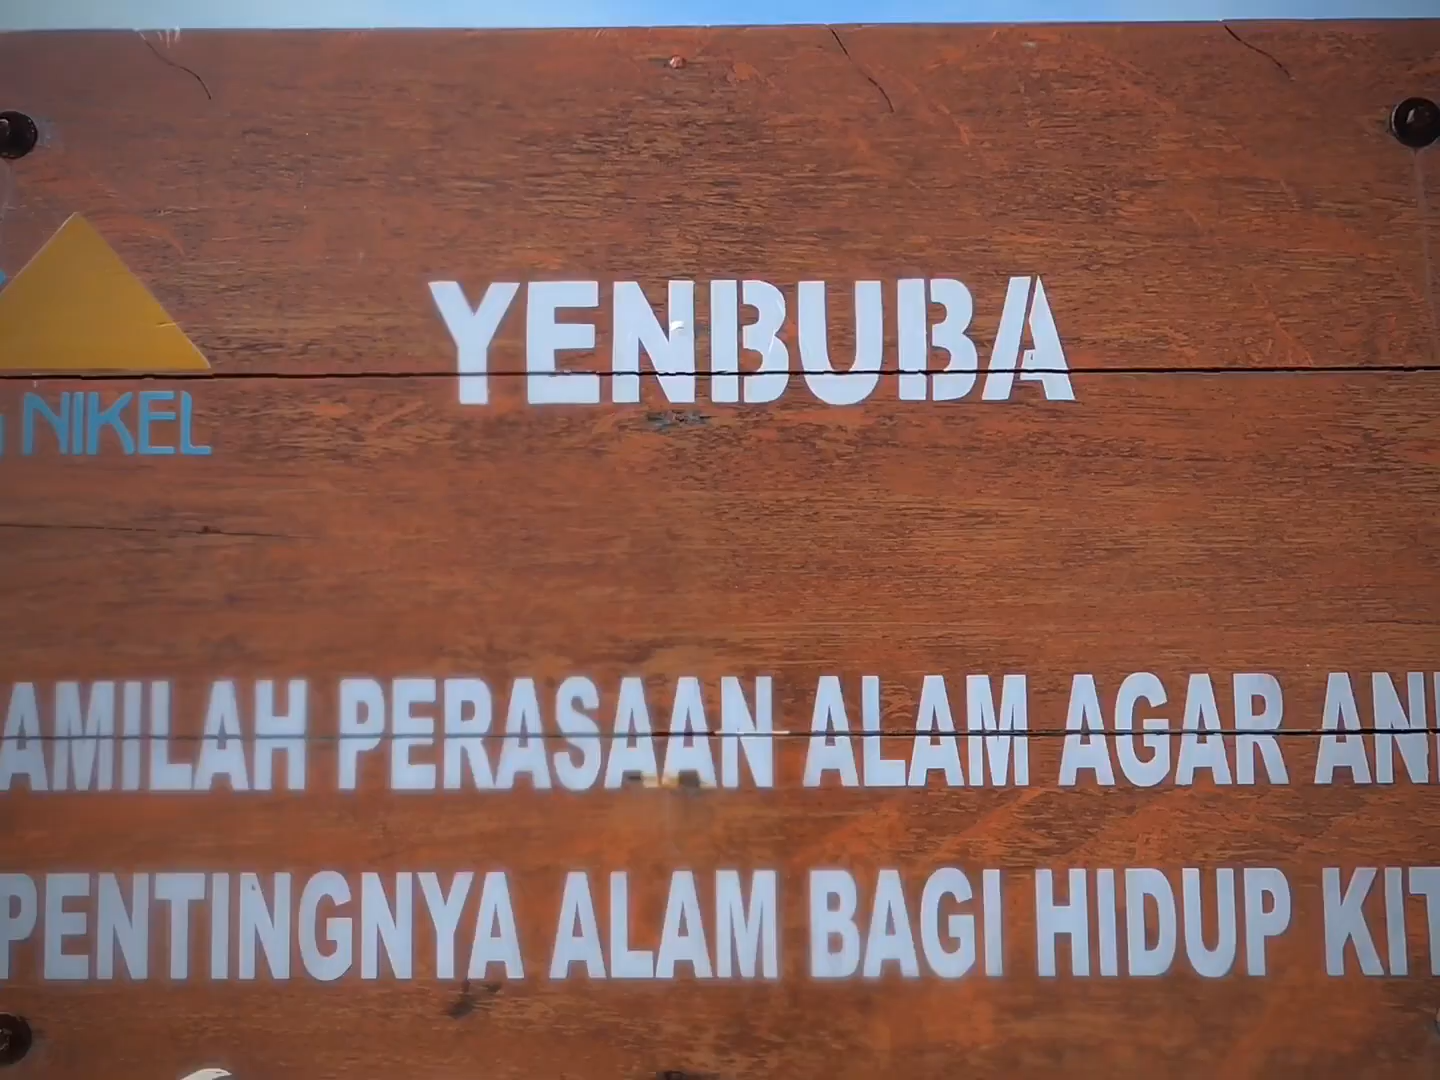 YENBUBA
NIKEL
AMILAH PERASAAN ALAM AGAR AN
PENTINGNYA ALAM BAGI HIDUP KIT